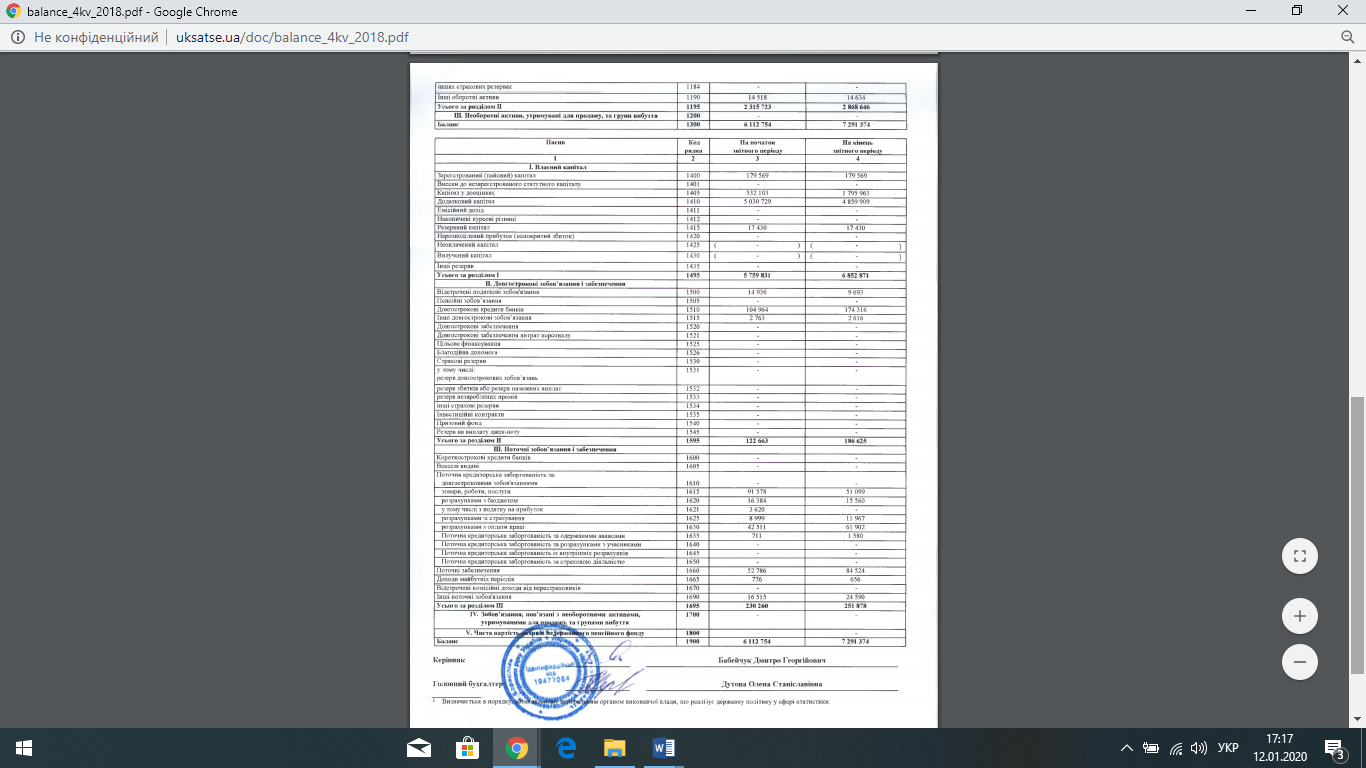 balance_4kv_2018.pdf - Google Chrome
Не конфіденційний | uksatse.ua/doc/balance_4kv_2018.pdf
інших страхових резервах 1184 - -
Інші оборотні активи 1190 14 518 14 634
Усього за розділом II 1195 2 315 723 2 868 646
III. Необоротні активи, утримувані для продажу, та групи вибуття 1200 - -
Баланс 1300 6 112 754 7 291 374
Пасив Код рядка На початок звітного періоду На кінець звітного періоду
1 2 3 4
I. Власний капітал
Зареєстрований (пайовий) капітал 1400 179 569 179 569
Внески до незареєстрованого статутного капіталу 1401 - -
Капітал у дооцінках 1405 532 103 1 795 963
Додатковий капітал 1410 5 030 729 4 859 909
Емісійний дохід 1411 - -
Накопичені курсові різниці 1412 - -
Резервний капітал 1415 17 430 17 430
Нерозподілений прибуток (непокритий збиток) 1420 - -
Неоплачений капітал 1425 ( - ) ( - )
Вилучений капітал 1430 ( - ) ( - )
Інші резерви 1435 - -
Усього за розділом I 1495 5 759 831 6 852 871
II. Довгострокові зобов'язання і забезпечення
Відстрочені податкові зобов'язання 1500 14 936 9 693
Пенсійні зобов'язання 1505 - -
Довгострокові кредити банків 1510 104 964 174 316
Інші довгострокові зобов'язання 1515 2 763 2 616
Довгострокові забезпечення 1520 - -
Довгострокові забезпечення витрат персоналу 1521 - -
Цільове фінансування 1525 - -
Благодійна допомога 1526 - -
Страхові резерви 1530 - -
у тому числі: 1531 - -
резерв довгострокових зобов'язань
резерв збитків або резерв належних виплат 1532 - -
резерв незароблених премій 1533 - -
інші страхові резерви 1534 - -
Інвестиційні контракти 1535 - -
Призовий фонд 1540 - -
Резерв на виплату джек-поту 1545 - -
Усього за розділом II 1595 122 663 186 625
III. Поточні зобов'язання і забезпечення
Короткострокові кредити банків 1600 - -
Векселі видані 1605 - -
Поточна кредиторська заборгованість за:
довгостроковими зобов'язаннями 1610 - -
товари, роботи, послуги 1615 91 578 51 099
розрахунками з бюджетом 1620 16 384 15 560
у тому числі з податку на прибуток 1621 3 620 -
розрахунками зі страхування 1625 8 999 11 967
розрахунками з оплати праці 1630 42 511 61 902
Поточна кредиторська заборгованість за одержаними авансами 1635 711 1 580
Поточна кредиторська заборгованість за розрахунками з учасниками 1640 - -
Поточна кредиторська заборгованість із внутрішніх розрахунків 1645 - -
Поточна кредиторська заборгованість за страховою діяльністю 1650 - -
Поточні забезпечення 1660 52 786 84 524
Доходи майбутніх періодів 1665 776 656
Відстрочені комісійні доходи від перестраховиків 1670 - -
Інші поточні зобов'язання 1690 16 515 24 590
Усього за розділом III 1695 230 260 251 878
IV. Зобов'язання, пов'язані з необоротними активами, 1700 - -
утримуваними для продажу, та групами вибуття
V. Чиста вартість недержавного пенсійного фонду 1800 -
Баланс 1900 6 112 754 7 291 374
Керівник Бабейчук Дмитро Георгійович
Ідентифікаційний
код
19477064
Головний бухгалтер Дутова Олена Станіславівна
1 Визначається в порядку, органом виконавчої влади, що реалізує державну політику у сфері статистики.
УКР
17:17
12.01.2020
3